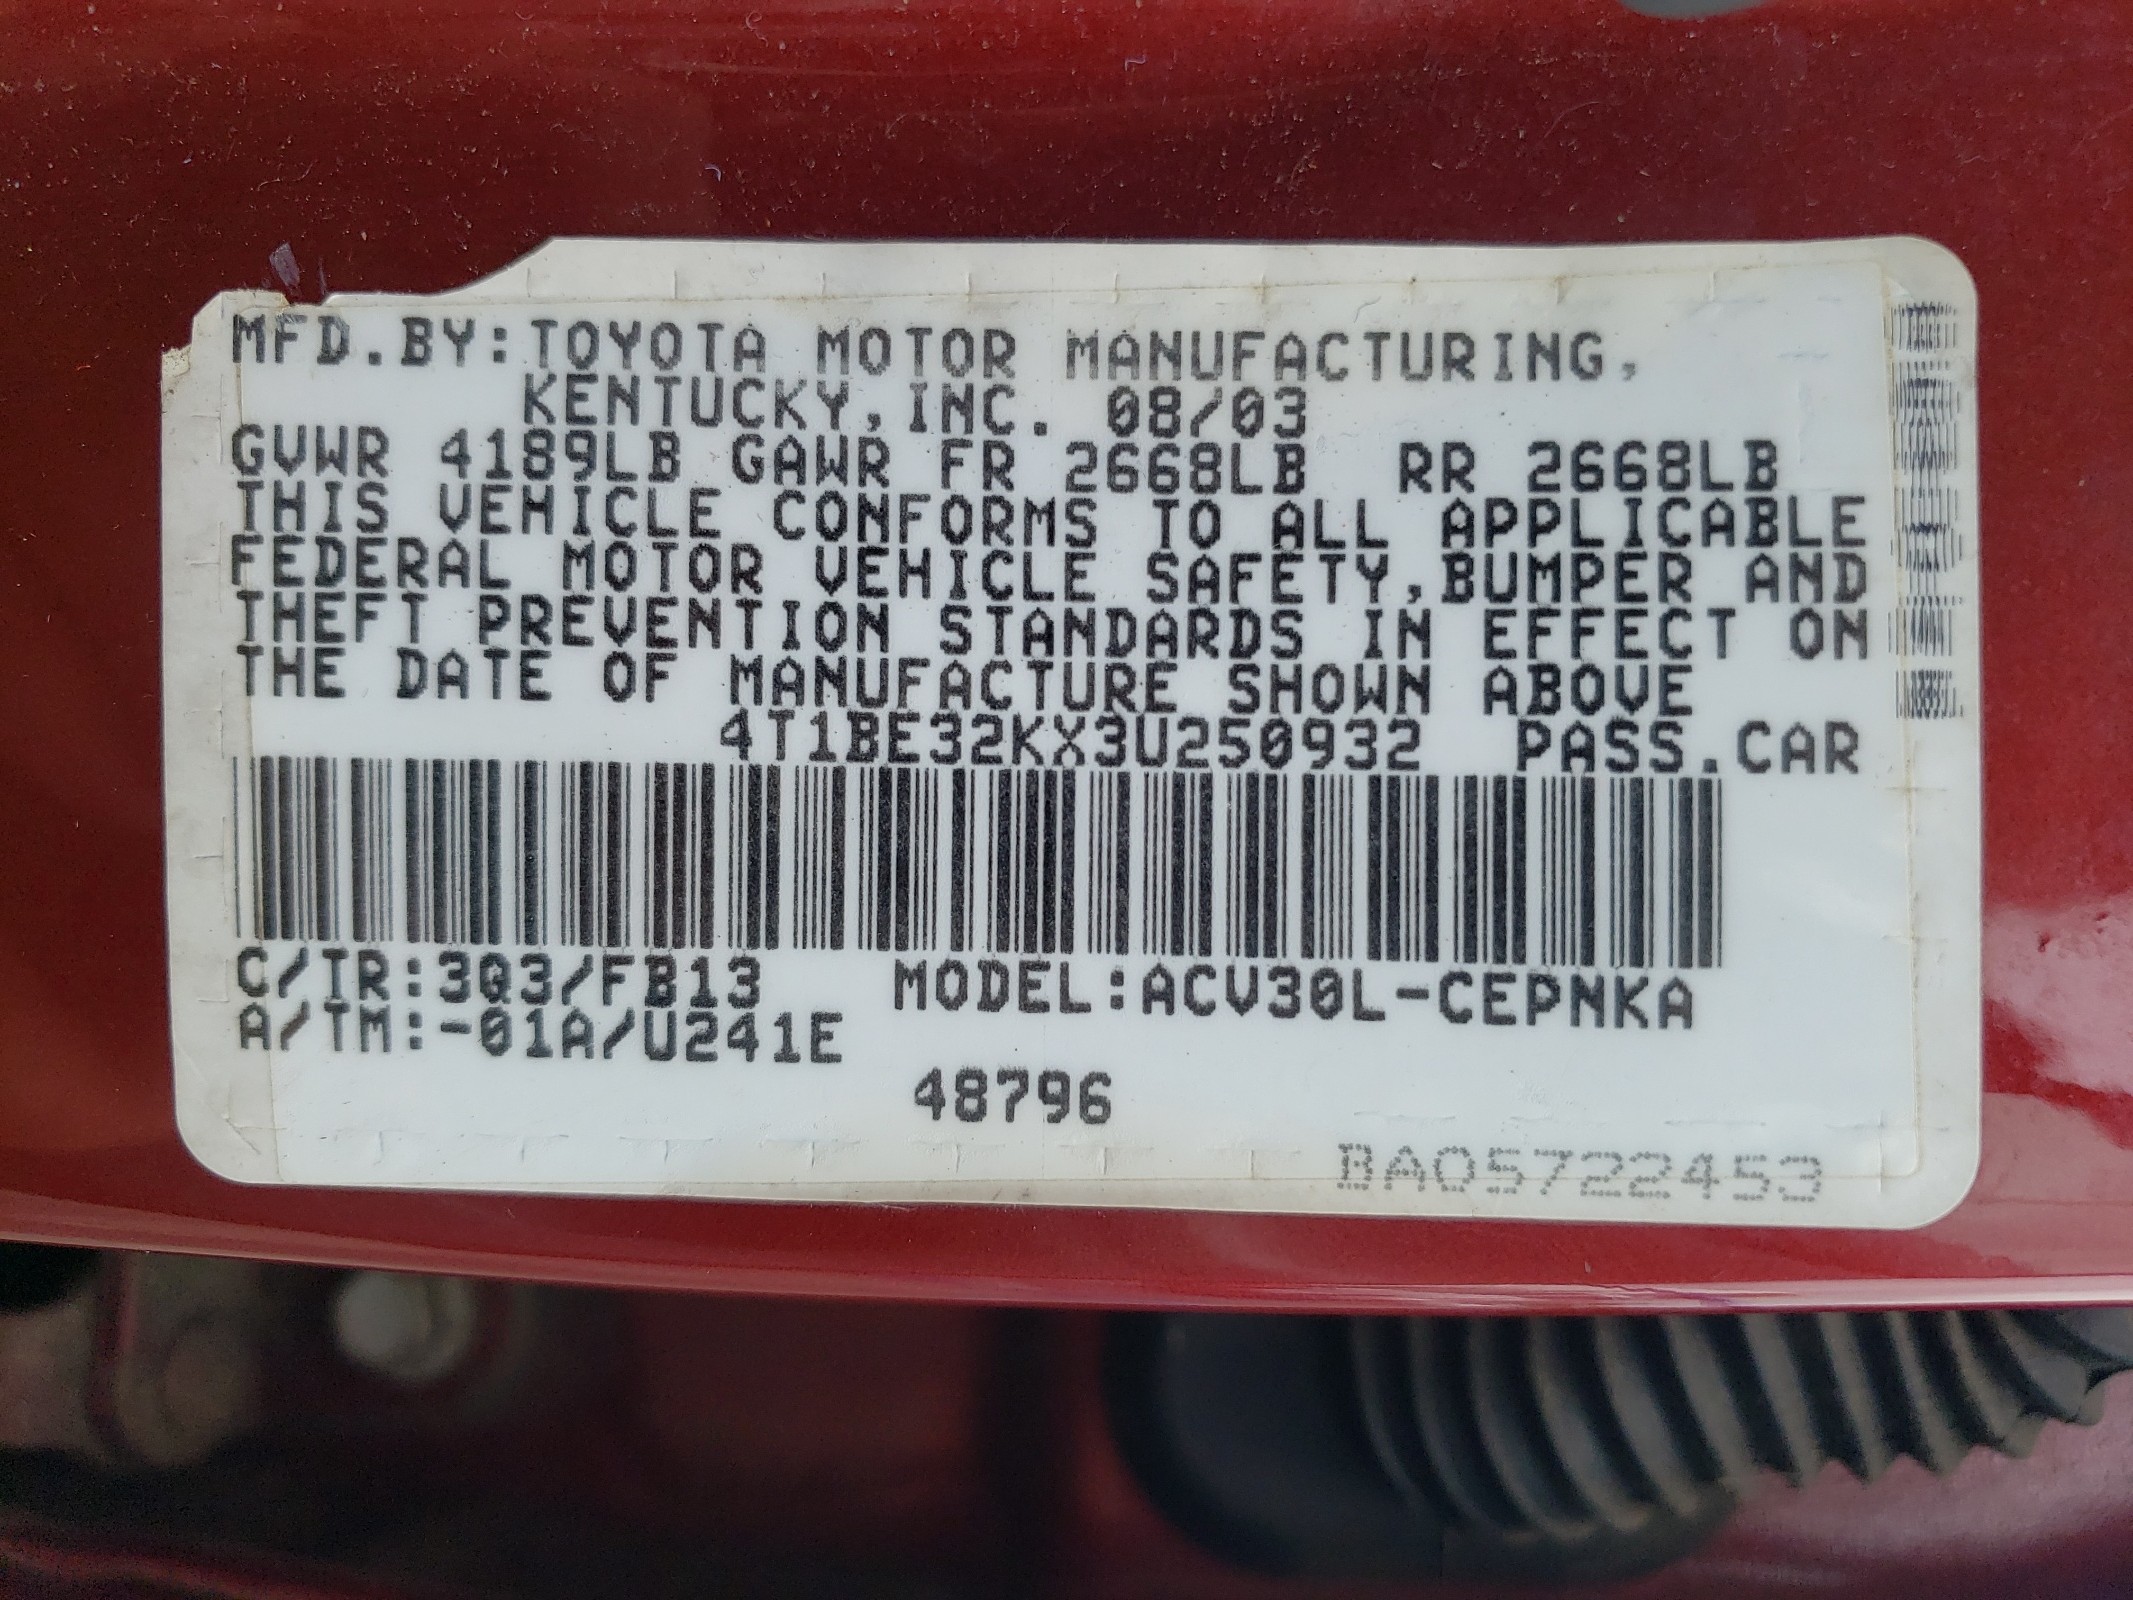 MFD.BY:TOYOTA MOTOR MANUFACTURING,
KENTUCKY,INC. 08/03
GVWR 4189LB GAWR FR 2668LB RR 2668LB
THIS VEHICLE CONFORMS TO ALL APPLICABLE
FEDERAL MOTOR VEHICLE SAFETY,BUMPER AND
THEFT PREVENTION STANDARDS IN EFFECT ON
THE DATE OF MANUFACTURE SHOWN ABOVE
4T1BE32KX3U250932 PASS.CAR
C/TR:3Q3/FB13 MODEL:ACV30L-CEPNKA
A/TM:-01A/U241E
48796
BA05722453